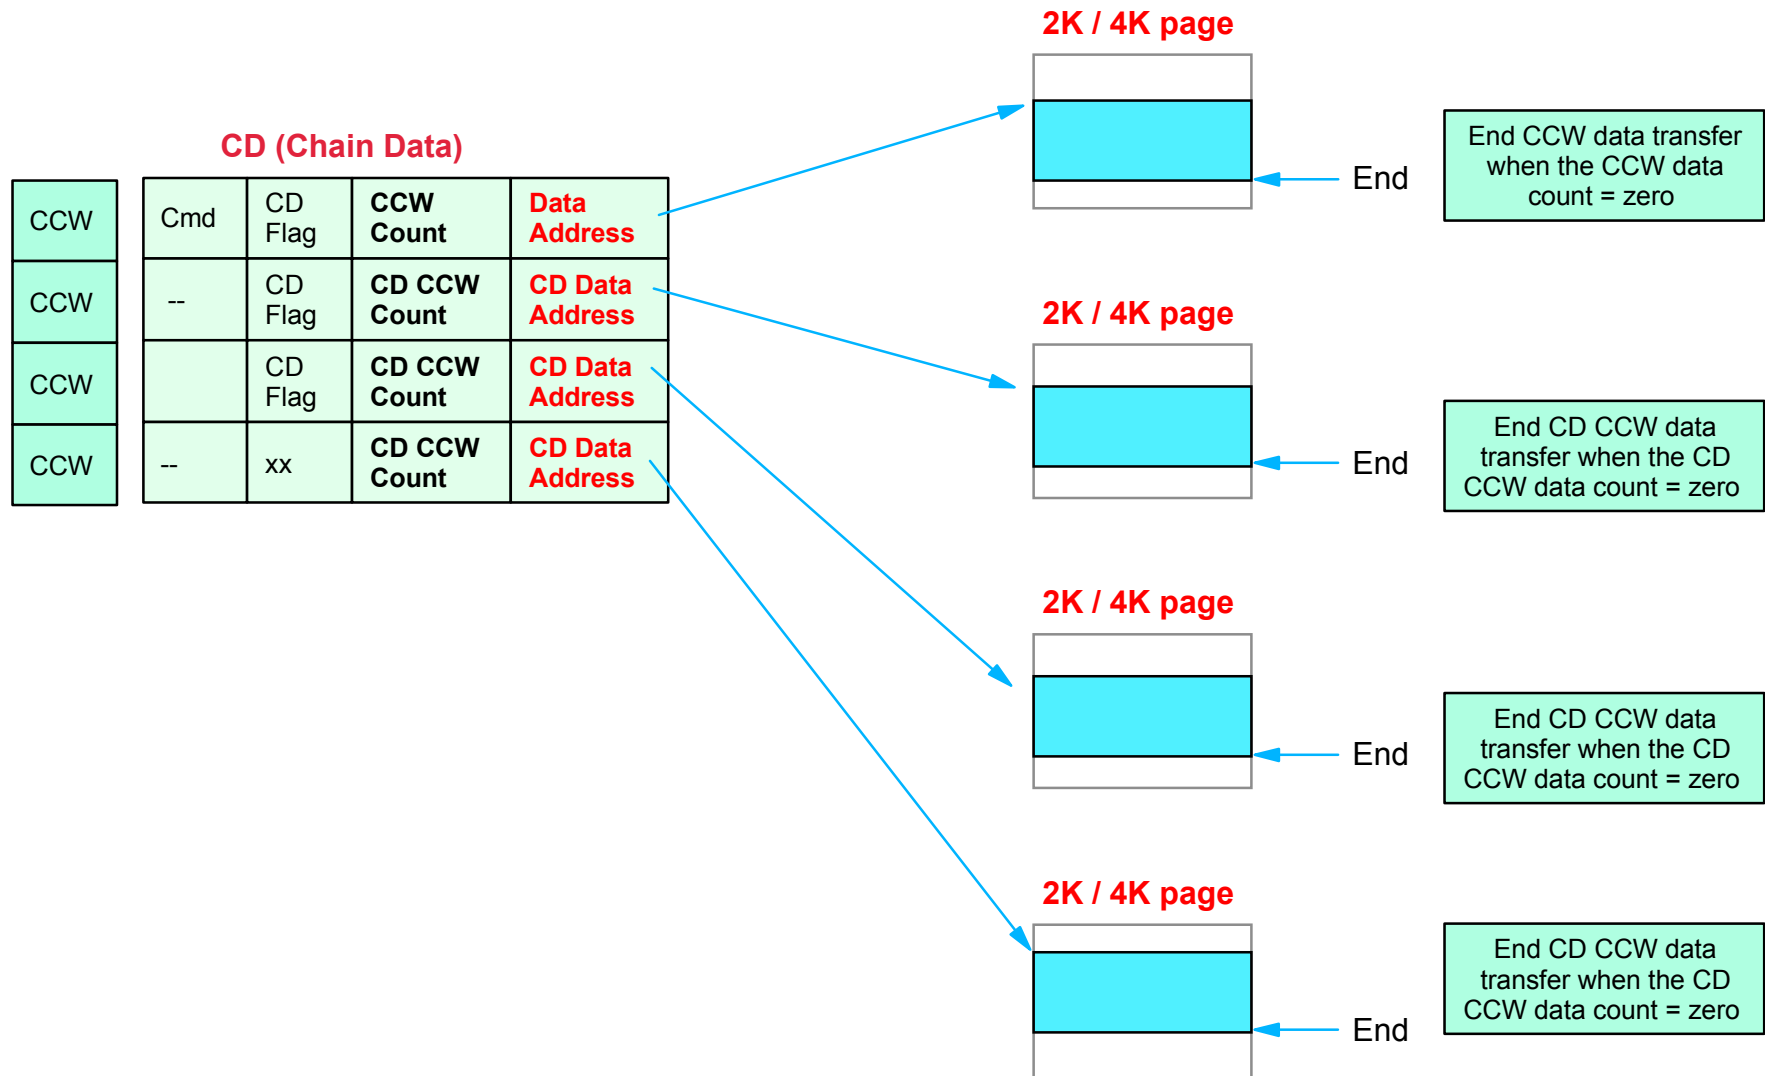 2K / 4K page
CD (Chain Data)
End CCW data transfer
when the CCW data
count = zero
End
CCW
Cmd
CD
Flag
CCW
Count
Data
Address
CCW
--
CD
Flag
CD CCW
Count
CD Data
Address
2K / 4K page
CCW
CD
Flag
CD CCW
Count
CD Data
Address
End CD CCW data
transfer when the CD
CCW data count = zero
End
CCW
--
xx
CD CCW
Count
CD Data
Address
2K / 4K page
End CD CCW data
transfer when the CD
CCW data count = zero
End
2K / 4K page
End CD CCW data
transfer when the CD
CCW data count = zero
End